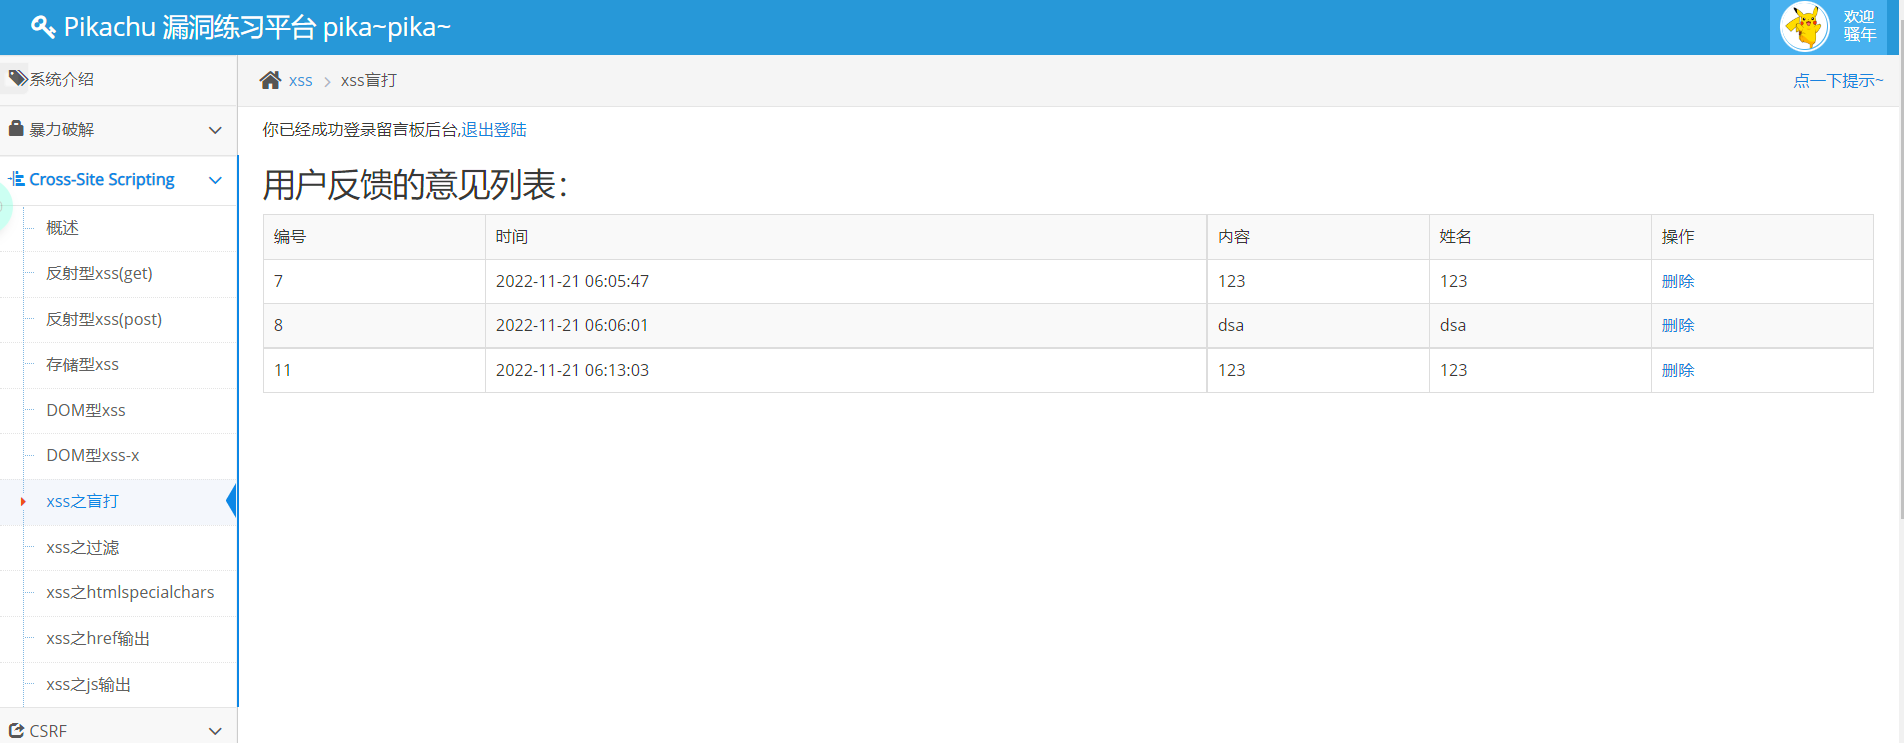 Pikachu 漏洞练习平台 pika~pika~
欢迎
骚年
系统介绍
暴力破解
Cross-Site Scripting
概述
反射型xss(get)
反射型xss(post)
存储型xss
DOM型xss
DOM型xss-x
xss之盲打
xss之过滤
xss之htmlspecialchars
xss之href输出
xss之js输出
CSRF
xss > xss盲打
点一下提示~
你已经成功登录留言板后台,退出登陆
用户反馈的意见列表：
编号 时间 内容 姓名 操作
7 2022-11-21 06:05:47 123 123 删除
8 2022-11-21 06:06:01 dsa dsa 删除
11 2022-11-21 06:13:03 123 123 删除